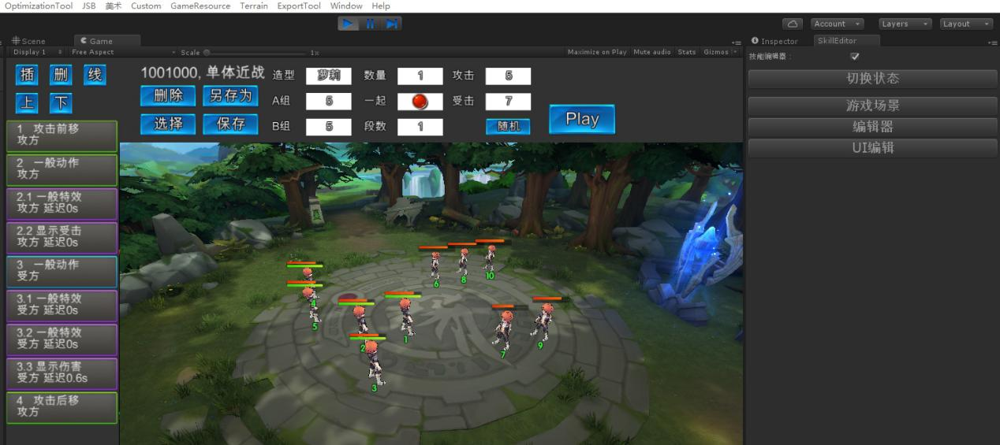 OptimizationTool JSB 美术 Custom GameResource Terrain ExportTool Window Help
Account Layers Layout
Scene Game Inspector SkillEditor
Display 1 Free Aspect Scale 1x Maximize on Play Mute audio Stats Gizmos
技能编辑器：
插 删 线
上 下
1001000, 单体近战 造型 萝莉 数量 1 攻击 5
删除 另存为 A组 5 一起 受击 7
选择 保存 B组 5 段数 1 随机
Play
切换状态
游戏场景
编辑器
UI编辑
1 攻击前移
攻方
2 一般动作
攻方
2.1 一般特效
攻方 延迟0s
2.2 显示受击
攻方 延迟0s
3 一般动作
受方
3.1 一般特效
受方 延迟0s
3.2 一般特效
受方 延迟0s
3.3 显示伤害
受方 延迟0.6s
4 攻击后移
攻方
6 8 10
4
5
2 1
3
7 9